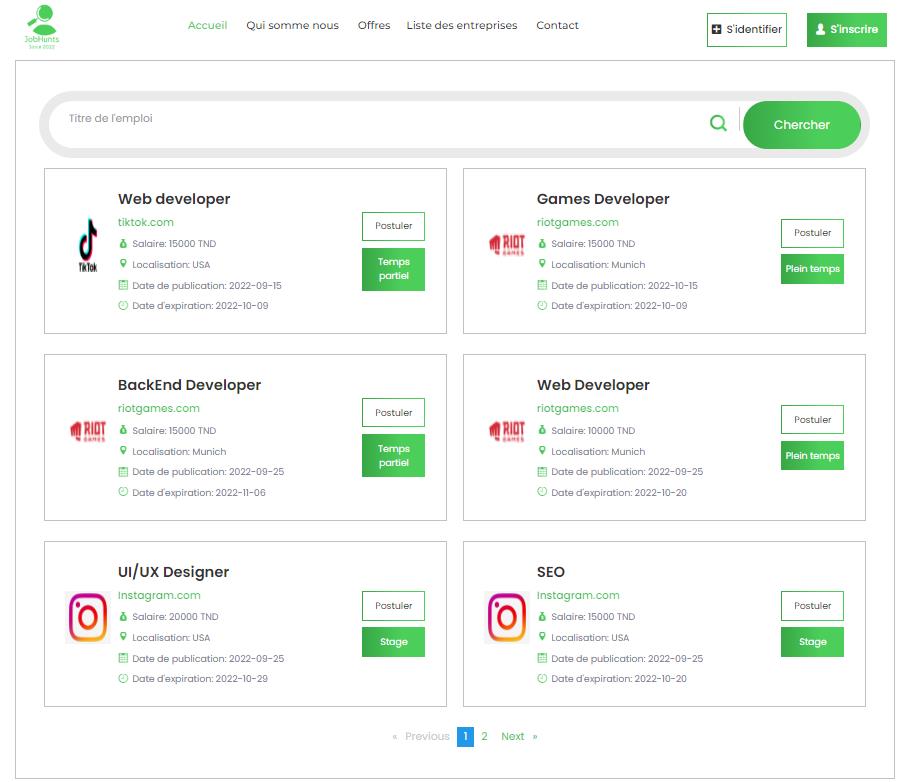 JobHunts
Since 2022
Accueil Qui somme nous Offres Liste des entreprises Contact S'identifier S'inscrire
Titre de l'emploi Chercher
Web developer
tiktok.com
Salaire: 15000 TND
Localisation: USA
Date de publication: 2022-09-15
Date d'expiration: 2022-10-09
TikTok
Postuler
Temps
partiel
Games Developer
riotgames.com
Salaire: 15000 TND
Localisation: Munich
Date de publication: 2022-10-15
Date d'expiration: 2022-10-09
RIOT
GAMES
Postuler
Plein temps
BackEnd Developer
riotgames.com
Salaire: 15000 TND
Localisation: Munich
Date de publication: 2022-09-25
Date d'expiration: 2022-11-06
RIOT
GAMES
Postuler
Temps
partiel
Web Developer
riotgames.com
Salaire: 10000 TND
Localisation: Munich
Date de publication: 2022-09-25
Date d'expiration: 2022-10-20
RIOT
GAMES
Postuler
Plein temps
UI/UX Designer
Instagram.com
Salaire: 20000 TND
Localisation: USA
Date de publication: 2022-09-25
Date d'expiration: 2022-10-29
Postuler
Stage
SEO
Instagram.com
Salaire: 15000 TND
Localisation: USA
Date de publication: 2022-09-25
Date d'expiration: 2022-10-20
Postuler
Stage
« Previous 1 2 Next »